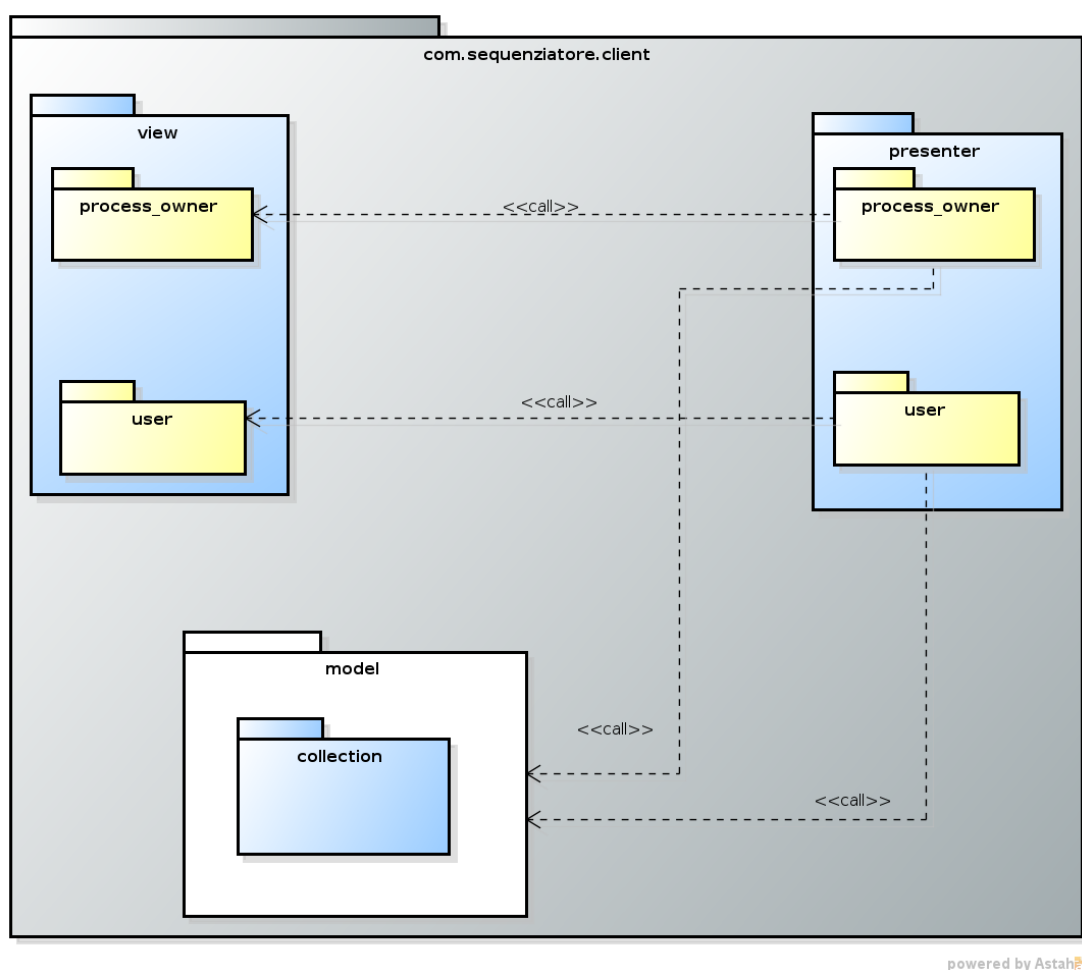 com.sequenziatore.client
view
presenter
process_owner
<<call>>
process_owner
user
<<call>>
user
model
<<call>>
collection
<<call>>
powered by Astah